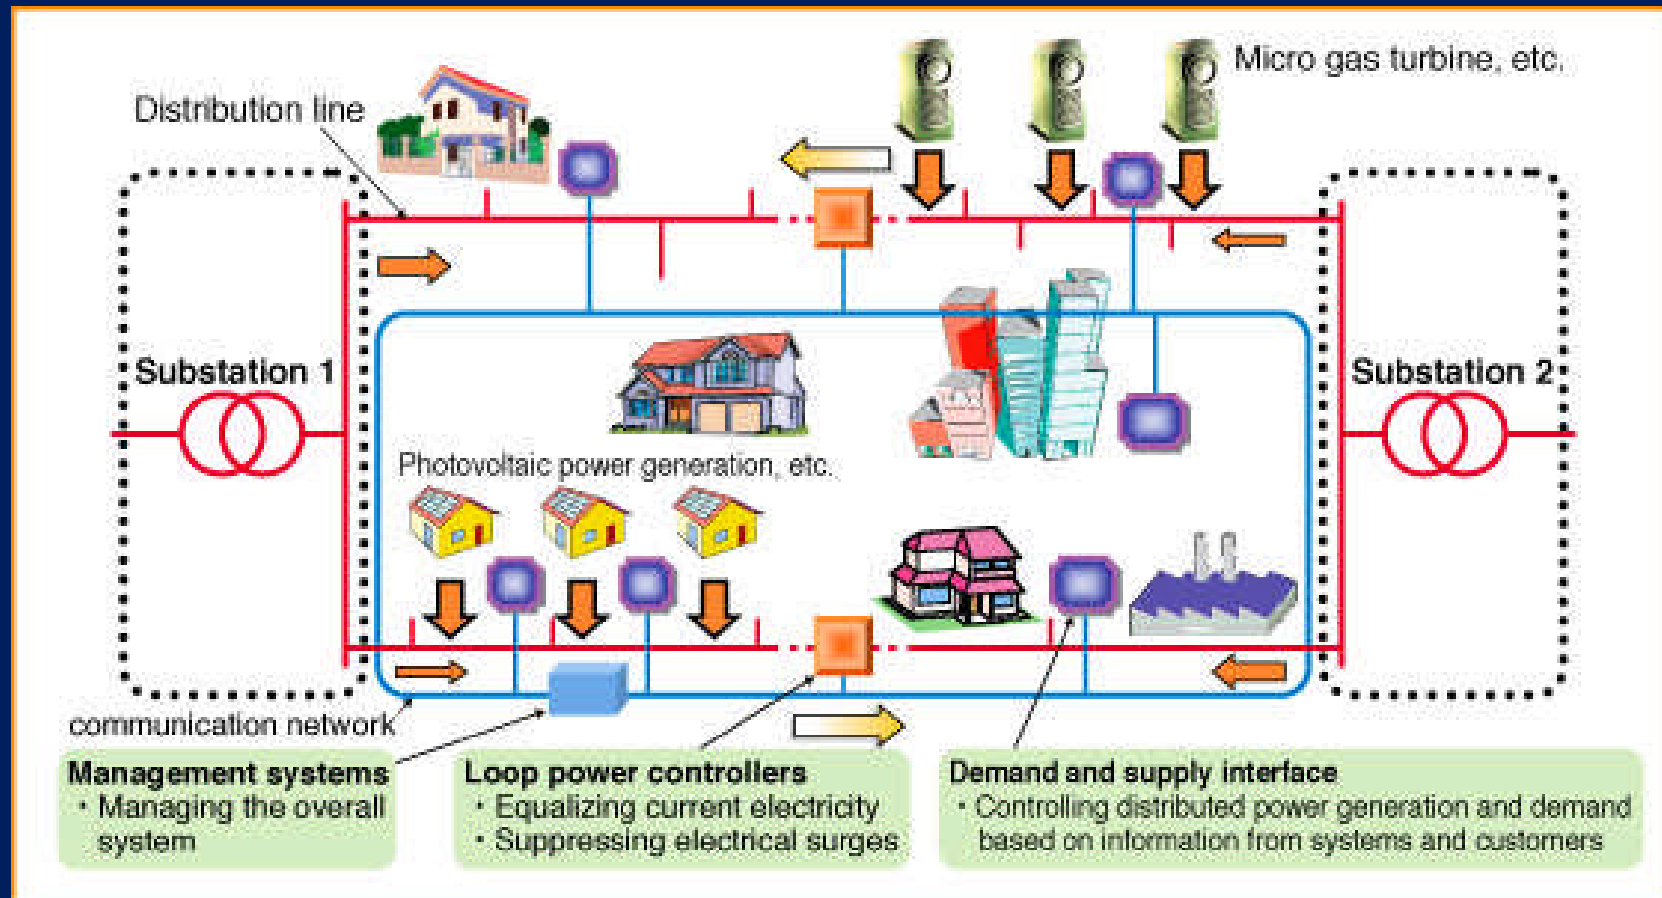 Micro gas turbine, etc.
Distribution line
Substation 1
Substation 2
Photovoltaic power generation, etc.
communication network
Management systems
・Managing the overall
system
Loop power controllers
・Equalizing current electricity
・Suppressing electrical surges
Demand and supply interface
・Controlling distributed power generation and demand
based on information from systems and customers